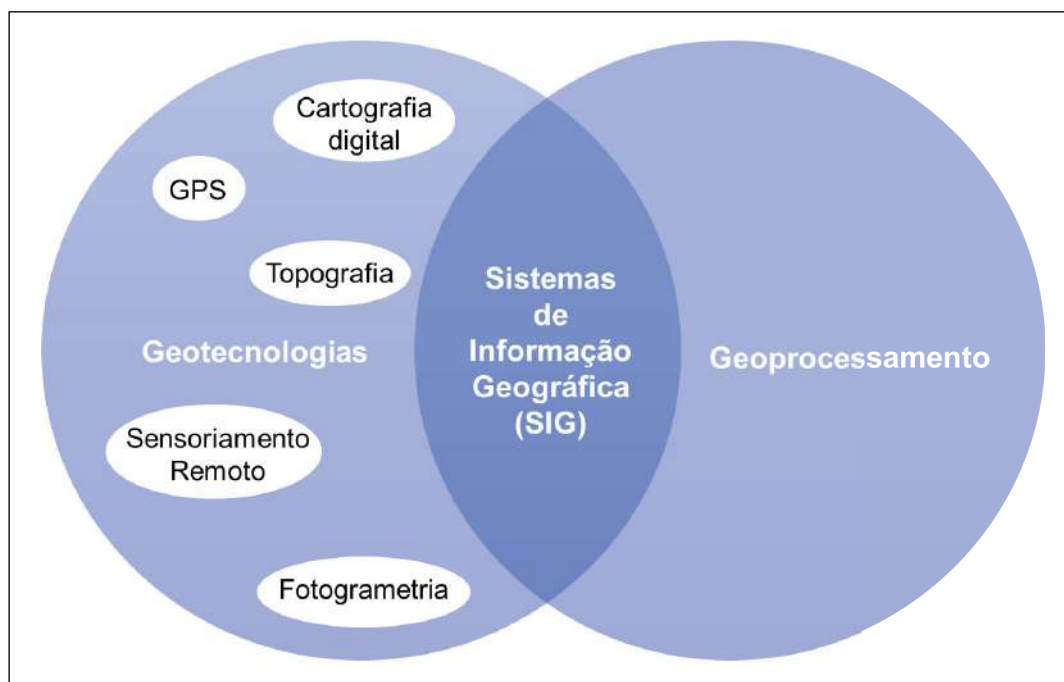 Cartografia
digital
GPS
Topografia
Geotecnologias
Sensoriamento
Remoto
Fotogrametria
Sistemas
de
Informação
Geográfica
(SIG)
Geoprocessamento